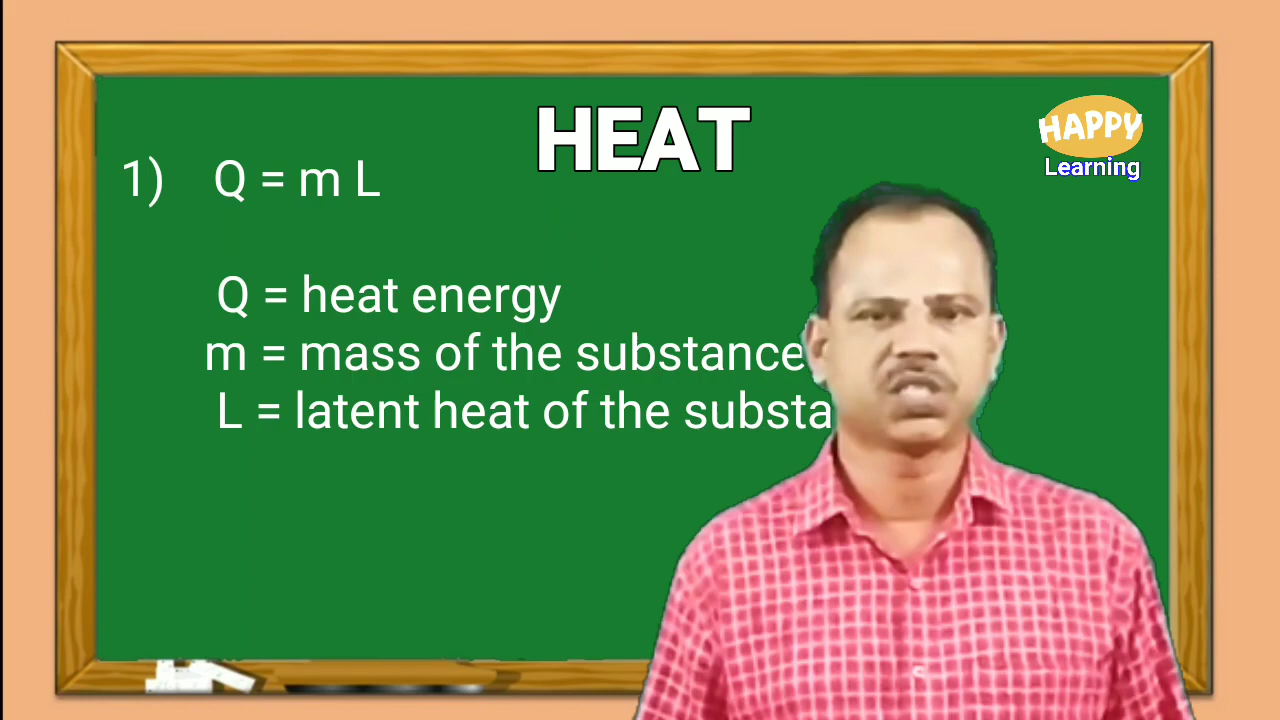 HEAT
HAPPY
Learning
1) Q = m L
Q = heat energy
m = mass of the substance
L = latent heat of the substa